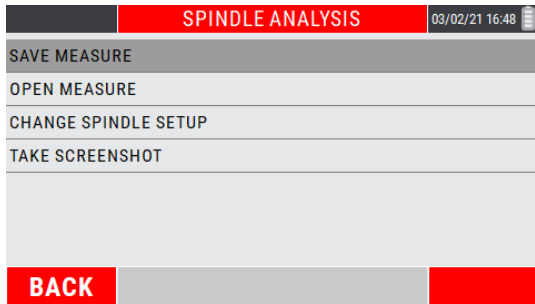 SPINDLE ANALYSIS 03/02/21 16:48
SAVE MEASURE
OPEN MEASURE
CHANGE SPINDLE SETUP
TAKE SCREENSHOT
BACK